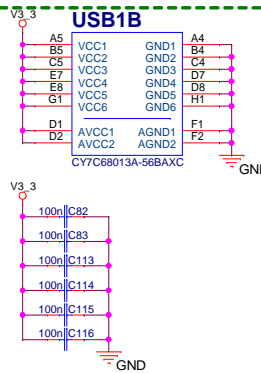 V3_3
USB1B
A5 VCC1 GND1 A4
B5 VCC2 GND2 B4
C5 VCC3 GND3 C4
E7 VCC4 GND4 D7
E8 VCC5 GND5 D8
G1 VCC6 GND6 H1
D1 AVCC1 AGND1 F1
D2 AVCC2 AGND2 F2
CY7C68013A-56BAXC
GND
V3_3
100n C82
100n C83
100n C113
100n C114
100n C115
100n C116
GND